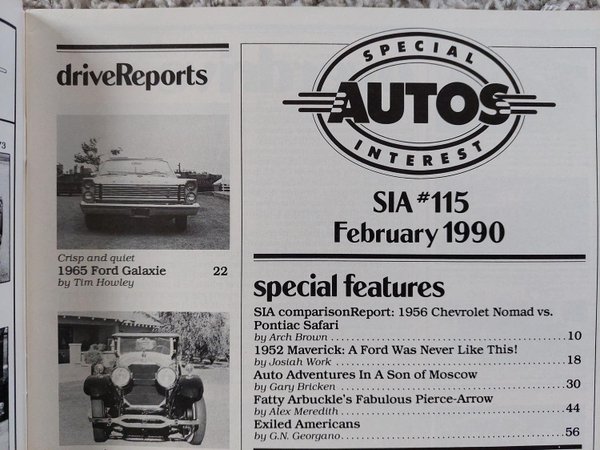 driveReports
Crisp and quiet
1965 Ford Galaxie 22
by Tim Howley
SPECIAL
AUTOS
INTEREST
SIA #115
February 1990
special features
SIA comparisonReport: 1956 Chevrolet Nomad vs.
Pontiac Safari
by Arch Brown 10
1952 Maverick: A Ford Was Never Like This!
by Josiah Work 18
Auto Adventures In A Son of Moscow
by Gary Bricken 30
Fatty Arbuckle's Fabulous Pierce-Arrow
by Alex Meredith 44
Exiled Americans
by G.N. Georgano 56